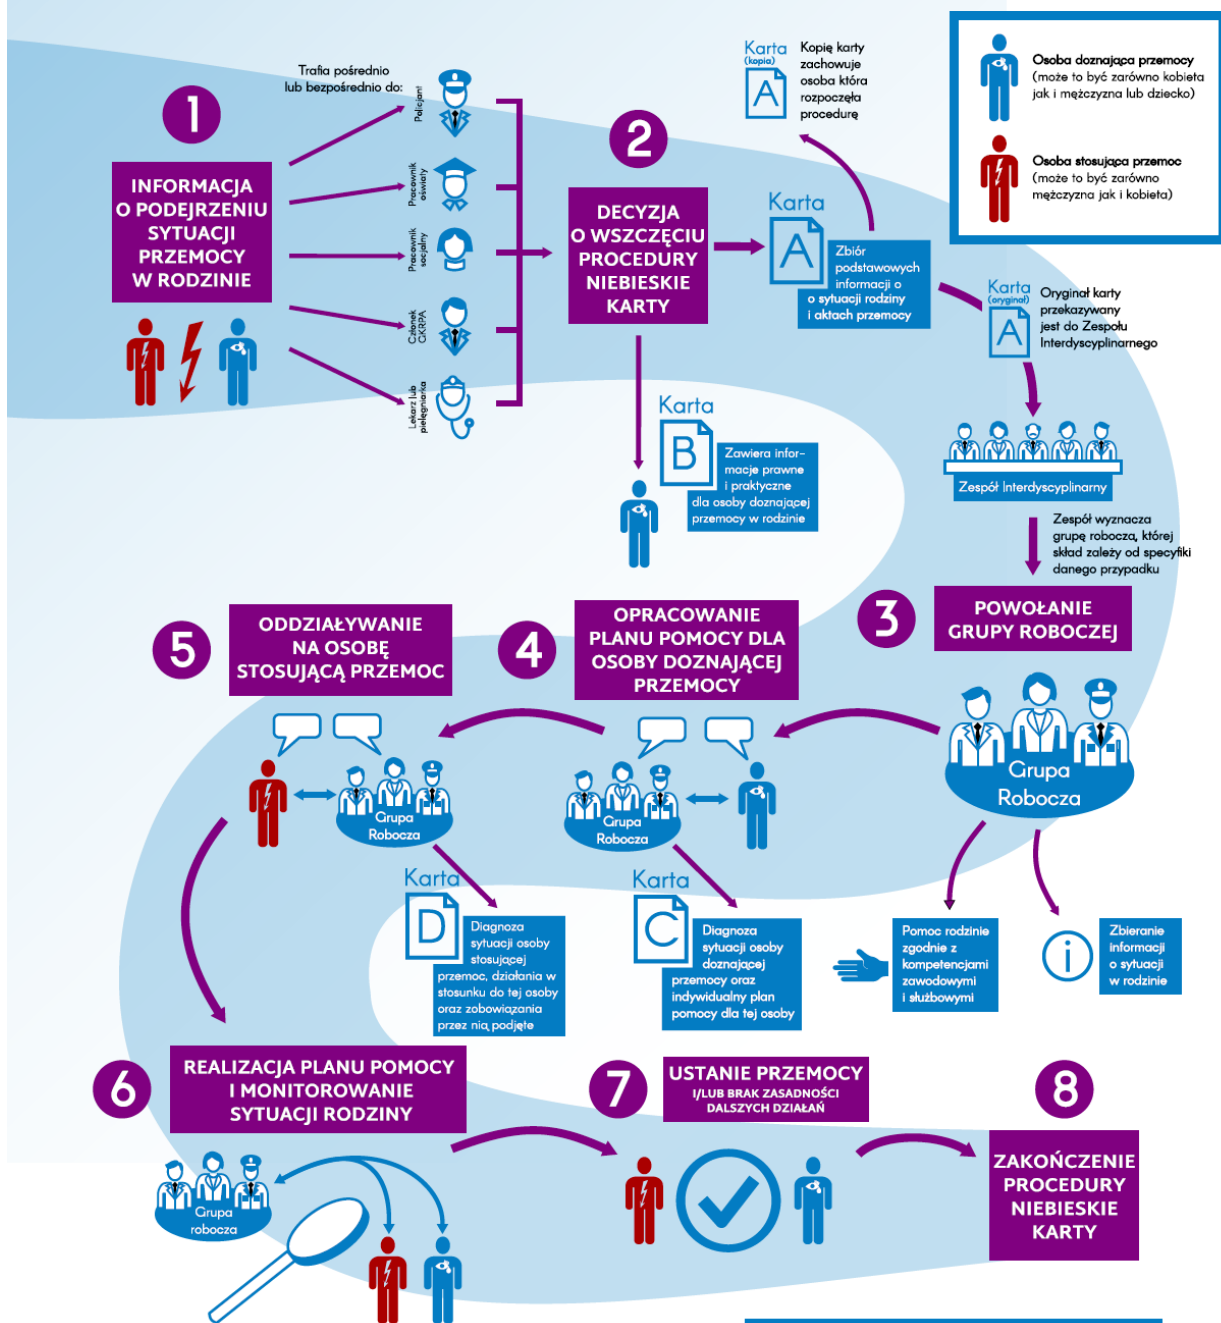 1
INFORMACJA
O PODEJRZENIU
SYTUACJI
PRZEMOCY
W RODZINIE
Trafia pośrednio
lub bezpośrednio do:
Policjant
Pracownik
oświaty
Pracownik
socjalny
Członek
GKRPA
Lekarz lub
pielęgniarka
2
DECYZJA
O WSZCZĘCIU
PROCEDURY
NIEBIESKIE
KARTY
Karta
(kopia)
A
Kopię karty
zachowuje
osoba która
rozpoczęła
procedurę
Karta
A
Zbiór
podstawowych
informacji o
o sytuacji rodziny
i aktach przemocy
Osoba doznająca przemocy
(może to być zarówno kobieta
jak i mężczyzna lub dziecko)
Osoba stosująca przemoc
(może to być zarówno
mężczyzna jak i kobieta)
Karta
(oryginał)
A
Oryginał karty
przekazywany
jest do Zespołu
Interdyscyplinarnego
Karta
B
Zawiera infor-
macje prawne
i praktyczne
dla osoby doznającej
przemocy w rodzinie
Zespół Interdyscyplinarny
Zespół wyznacza
grupę roboczą, której
skład zależy od specyfiki
danego przypadku
3
POWOŁANIE
GRUPY ROBOCZEJ
Grupa
Robocza
Pomoc rodzinie
zgodnie z
kompetencjami
zawodowymi
i służbowymi
i
Zbieranie
informacji
o sytuacji
w rodzinie
4
OPRACOWANIE
PLANU POMOCY DLA
OSOBY DOZNAJĄCEJ
PRZEMOCY
Grupa
Robocza
Karta
C
Diagnoza
sytuacji osoby
doznającej
przemocy oraz
indywidualny plan
pomocy dla tej osoby
5
ODDZIAŁYWANIE
NA OSOBĘ
STOSUJĄCĄ PRZEMOC
Grupa
Robocza
Karta
D
Diagnoza
sytuacji osoby
stosującej
przemoc, działania w
stosunku do tej osoby
oraz zobowiązania
przez nią podjęte
6
REALIZACJA PLANU POMOCY
I MONITOROWANIE
SYTUACJI RODZINY
Grupa
robocza
7
USTANIE PRZEMOCY
I/LUB BRAK ZASADNOŚCI
DALSZYCH DZIAŁAŃ
8
ZAKOŃCZENIE
PROCEDURY
NIEBIESKIE
KARTY